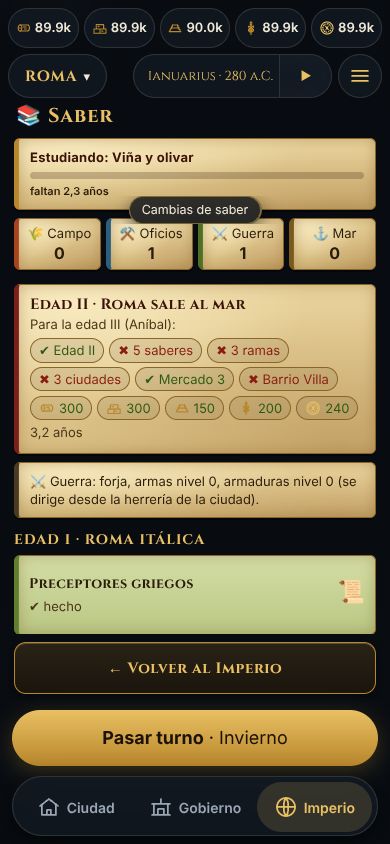 89.9k 89.9k 90.0k 89.9k 89.9k
ROMA ▾ Ianuarius · 280 a.C. ▶
📚 Saber
Estudiando: Viña y olivar
faltan 2,3 años
Cambias de saber
🌾 Campo ⚒️ Oficios ⚔️ Guerra ⚓ Mar
0 1 1 0
Edad II · Roma sale al mar
Para la edad III (Aníbal):
✔ Edad II ✖ 5 saberes ✖ 3 ramas
✖ 3 ciudades ✔ Mercado 3 ✖ Barrio Villa
300 300 150 200 240
3,2 años
⚔️ Guerra: forja, armas nivel 0, armaduras nivel 0 (se
dirige desde la herrería de la ciudad).
EDAD I · ROMA ITÁLICA
Preceptores griegos
✔ hecho
← Volver al Imperio
Pasar turno · Invierno
Ciudad Gobierno Imperio